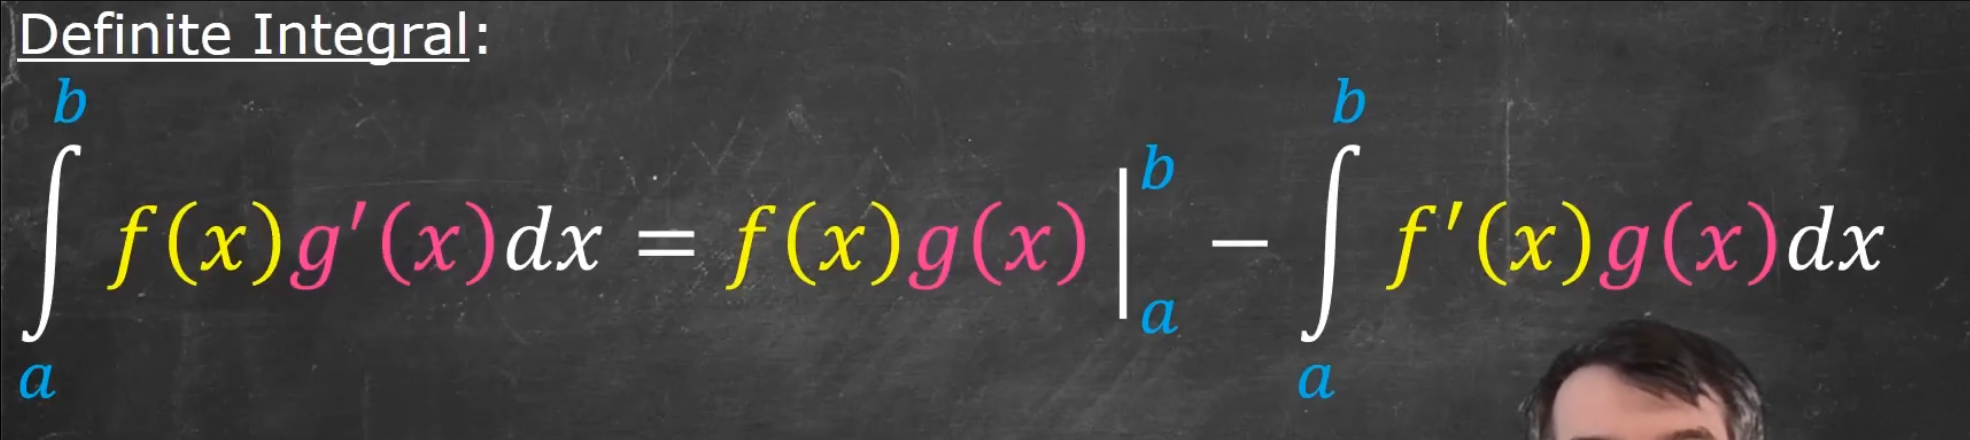 Definite Integral:
∫_a^b f(x)g′(x)dx = f(x)g(x)|_a^b − ∫_a^b f′(x)g(x)dx